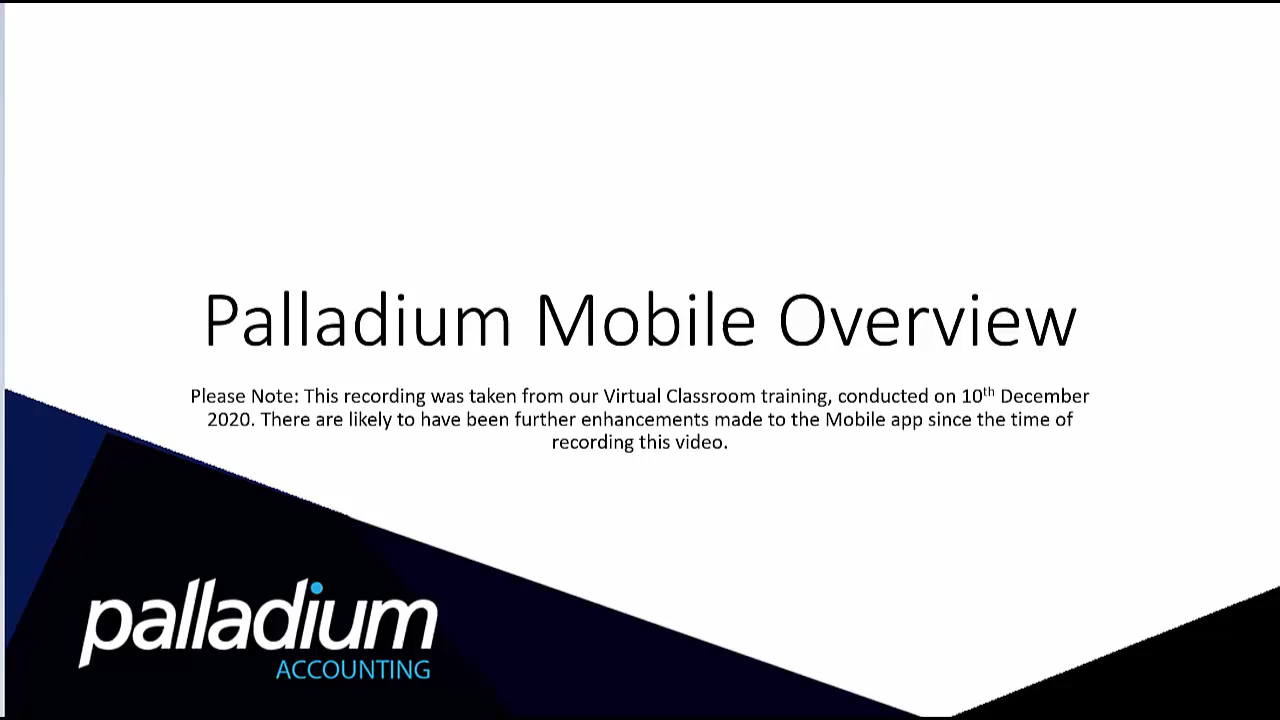 Palladium Mobile Overview
Please Note: This recording was taken from our Virtual Classroom training, conducted on 10th December
2020. There are likely to have been further enhancements made to the Mobile app since the time of
recording this video.
palladium
ACCOUNTING